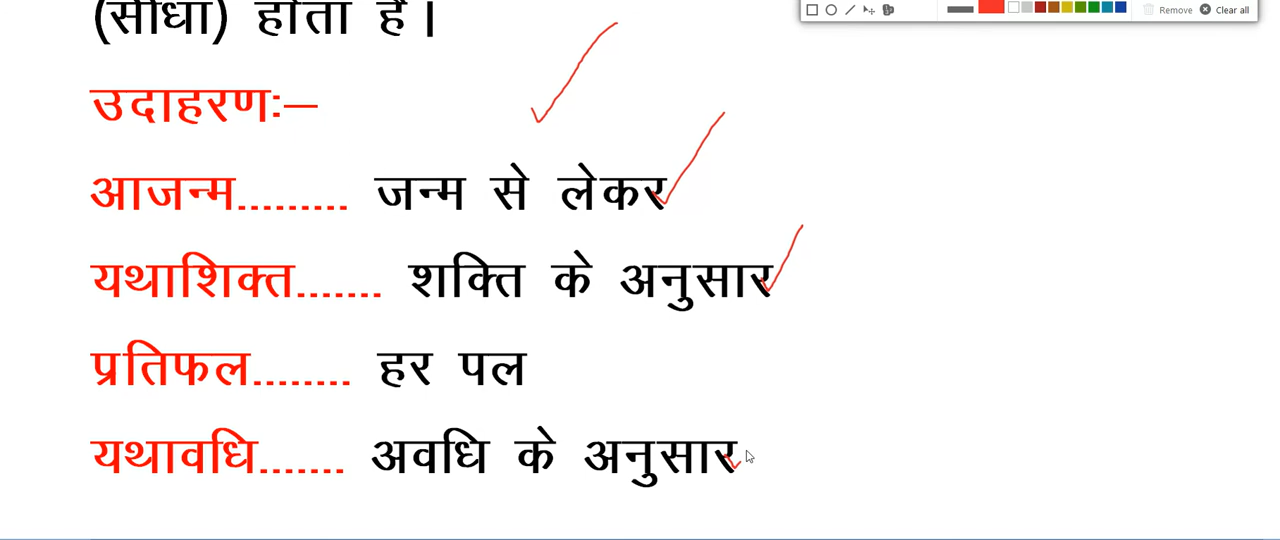 (सीधा) होता है।
Remove Clear all
उदाहरणः–
आजन्म......... जन्म से लेकर
यथाशिक्त....... शक्ति के अनुसार
प्रतिफल........ हर पल
यथावधि....... अवधि के अनुसार